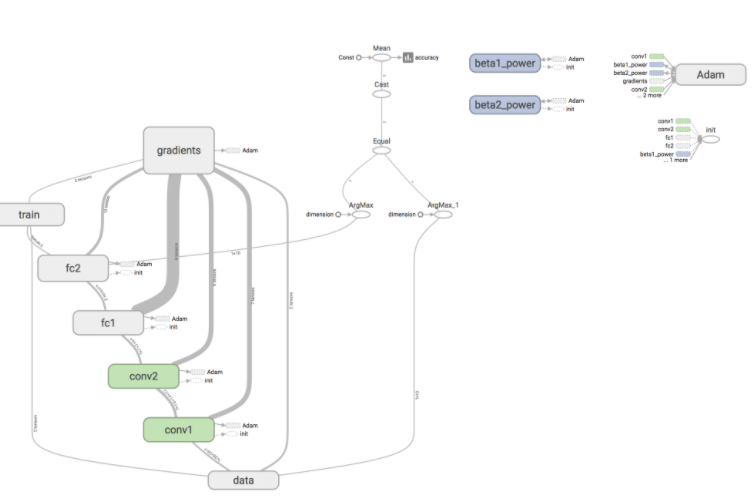 Mean
Const
accuracy
Cast
Equal
ArgMax
dimension
ArgMax_1
dimension
beta1_power
Adam
init
beta2_power
Adam
init
conv1
beta1_power
beta2_power
gradients
conv2
... 2 more
Adam
conv1
conv2
fc1
fc2
beta1_power
... 1 more
init
gradients
Adam
train
fc2
Adam
init
fc1
Adam
init
conv2
Adam
init
conv1
Adam
init
data